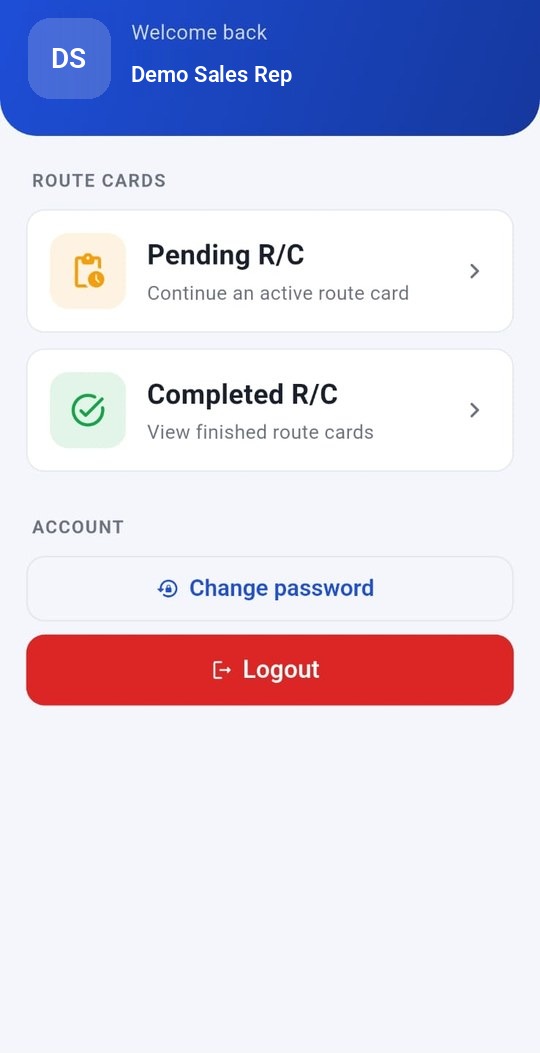 DS
Welcome back
Demo Sales Rep
ROUTE CARDS
Pending R/C
Continue an active route card
Completed R/C
View finished route cards
ACCOUNT
Change password
Logout